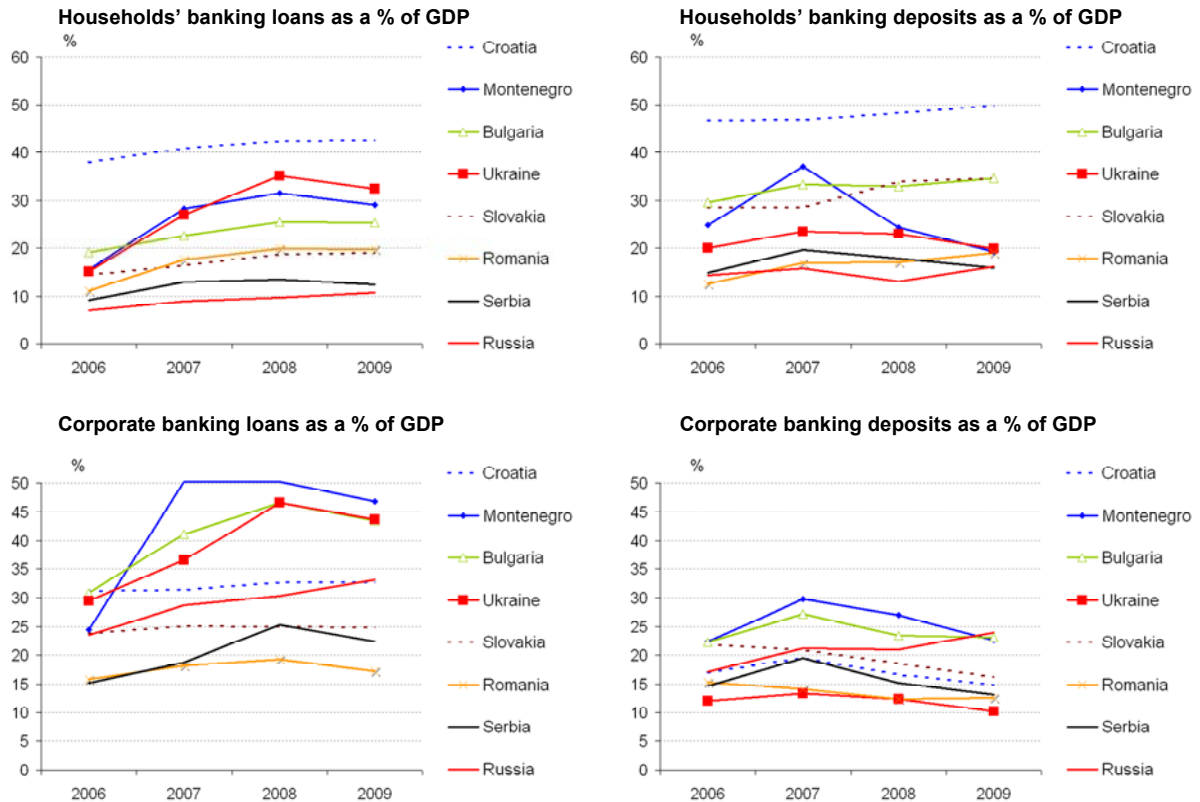 Households’ banking loans as a % of GDP
%
60
50
40
30
20
10
0
2006 2007 2008 2009
Croatia
Montenegro
Bulgaria
Ukraine
Slovakia
Romania
Serbia
Russia
Households’ banking deposits as a % of GDP
%
60
50
40
30
20
10
0
2006 2007 2008 2009
Croatia
Montenegro
Bulgaria
Ukraine
Slovakia
Romania
Serbia
Russia
Corporate banking loans as a % of GDP
%
50
45
40
35
30
25
20
15
10
5
0
2006 2007 2008 2009
Croatia
Montenegro
Bulgaria
Ukraine
Slovakia
Romania
Serbia
Russia
Corporate banking deposits as a % of GDP
%
50
45
40
35
30
25
20
15
10
5
0
2006 2007 2008 2009
Croatia
Montenegro
Bulgaria
Ukraine
Slovakia
Romania
Serbia
Russia